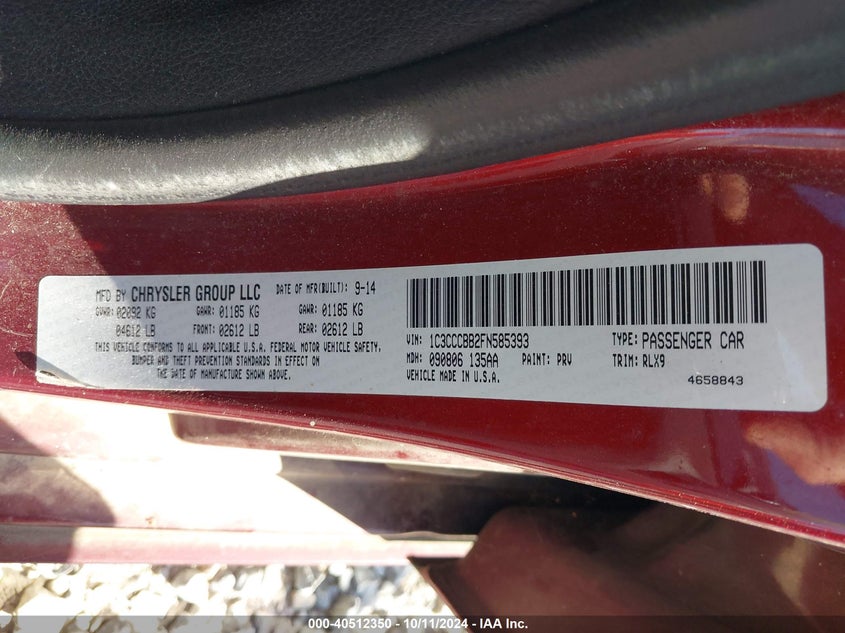 MFD BY CHRYSLER GROUP LLC DATE OF MFR(BUILT): 9-14
GVWR: 02092 KG GAWR: 01185 KG GAWR: 01185 KG
04612 LB FRONT: 02612 LB REAR: 02612 LB
THIS VEHICLE CONFORMS TO ALL APPLICABLE U.S.A. FEDERAL MOTOR VEHICLE SAFETY,
BUMPER AND THEFT PREVENTION STANDARDS IN EFFECT ON
THE DATE OF MANUFACTURE SHOWN ABOVE.
VIN: 1C3CCCBB2FN585393 TYPE: PASSENGER CAR
MDH: 090806 135AA PAINT: PRV TRIM: RLX9
VEHICLE MADE IN U.S.A.
4658843
000-40512350 - 10/11/2024 - IAA Inc.